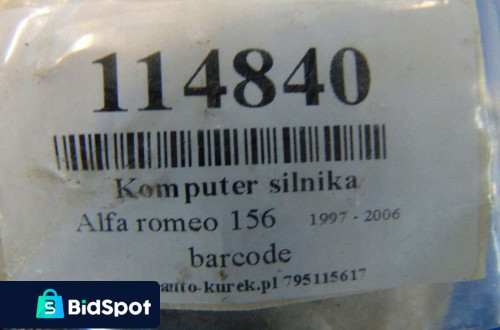 114840
Komputer silnika
Alfa romeo 156 1997 - 2006
barcode
auto-kurek.pl 795115617
S BidSpot